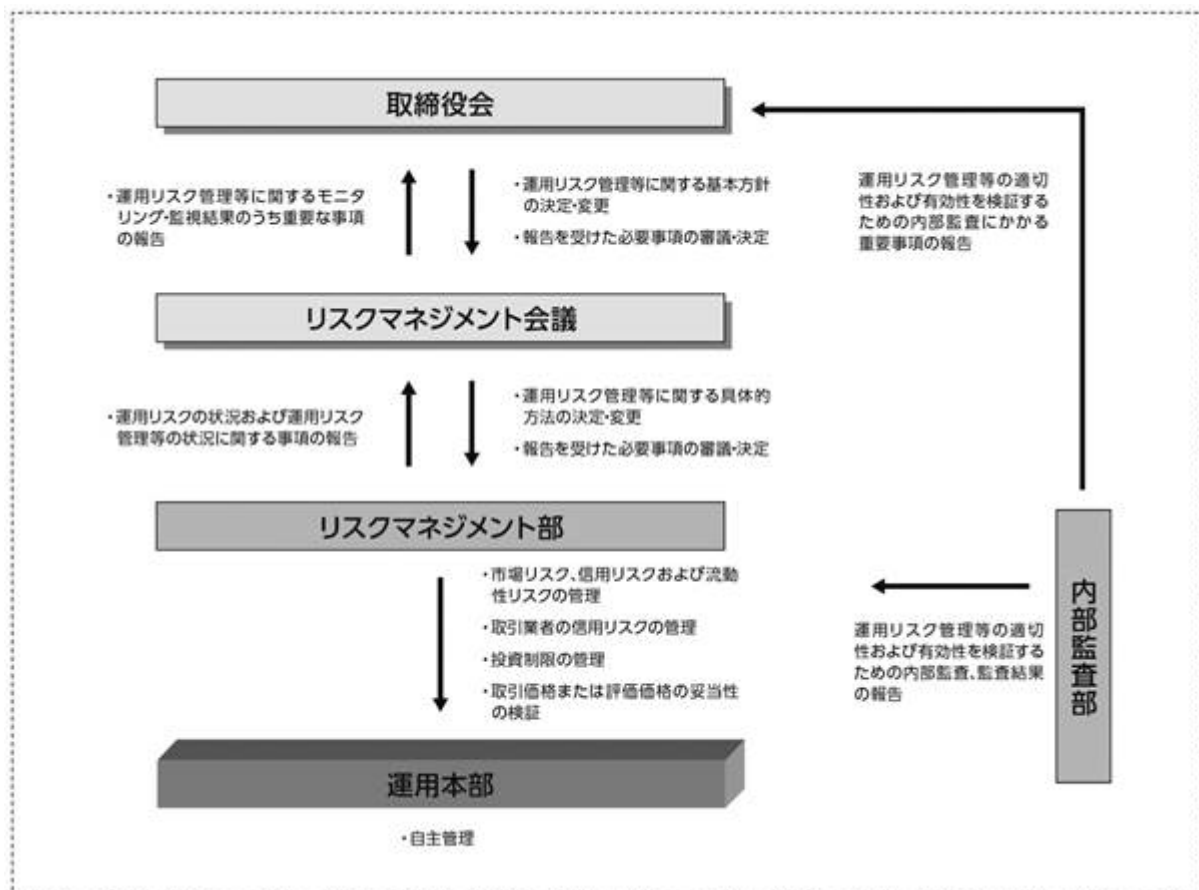 取締役会
・運用リスク管理等に関するモニタ
リング・監視結果のうち重要な事項
の報告
・運用リスク管理等に関する基本方針
の決定・変更
・報告を受けた必要事項の審議・決定
運用リスク管理等の適切
性および有効性を検証する
ための内部監査にかかる
重要事項の報告
リスクマネジメント会議
・運用リスクの状況および運用リスク
管理等の状況に関する事項の報告
・運用リスク管理等に関する具体的
方法の決定・変更
・報告を受けた必要事項の審議・決定
リスクマネジメント部
・市場リスク、信用リスクおよび流動
性リスクの管理
・取引業者の信用リスクの管理
・投資制限の管理
・取引価格または評価価格の妥当性
の検証
運用リスク管理等の適切
性および有効性を検証する
ための内部監査、監査結果
の報告
内部監査部
運用本部
・自主管理